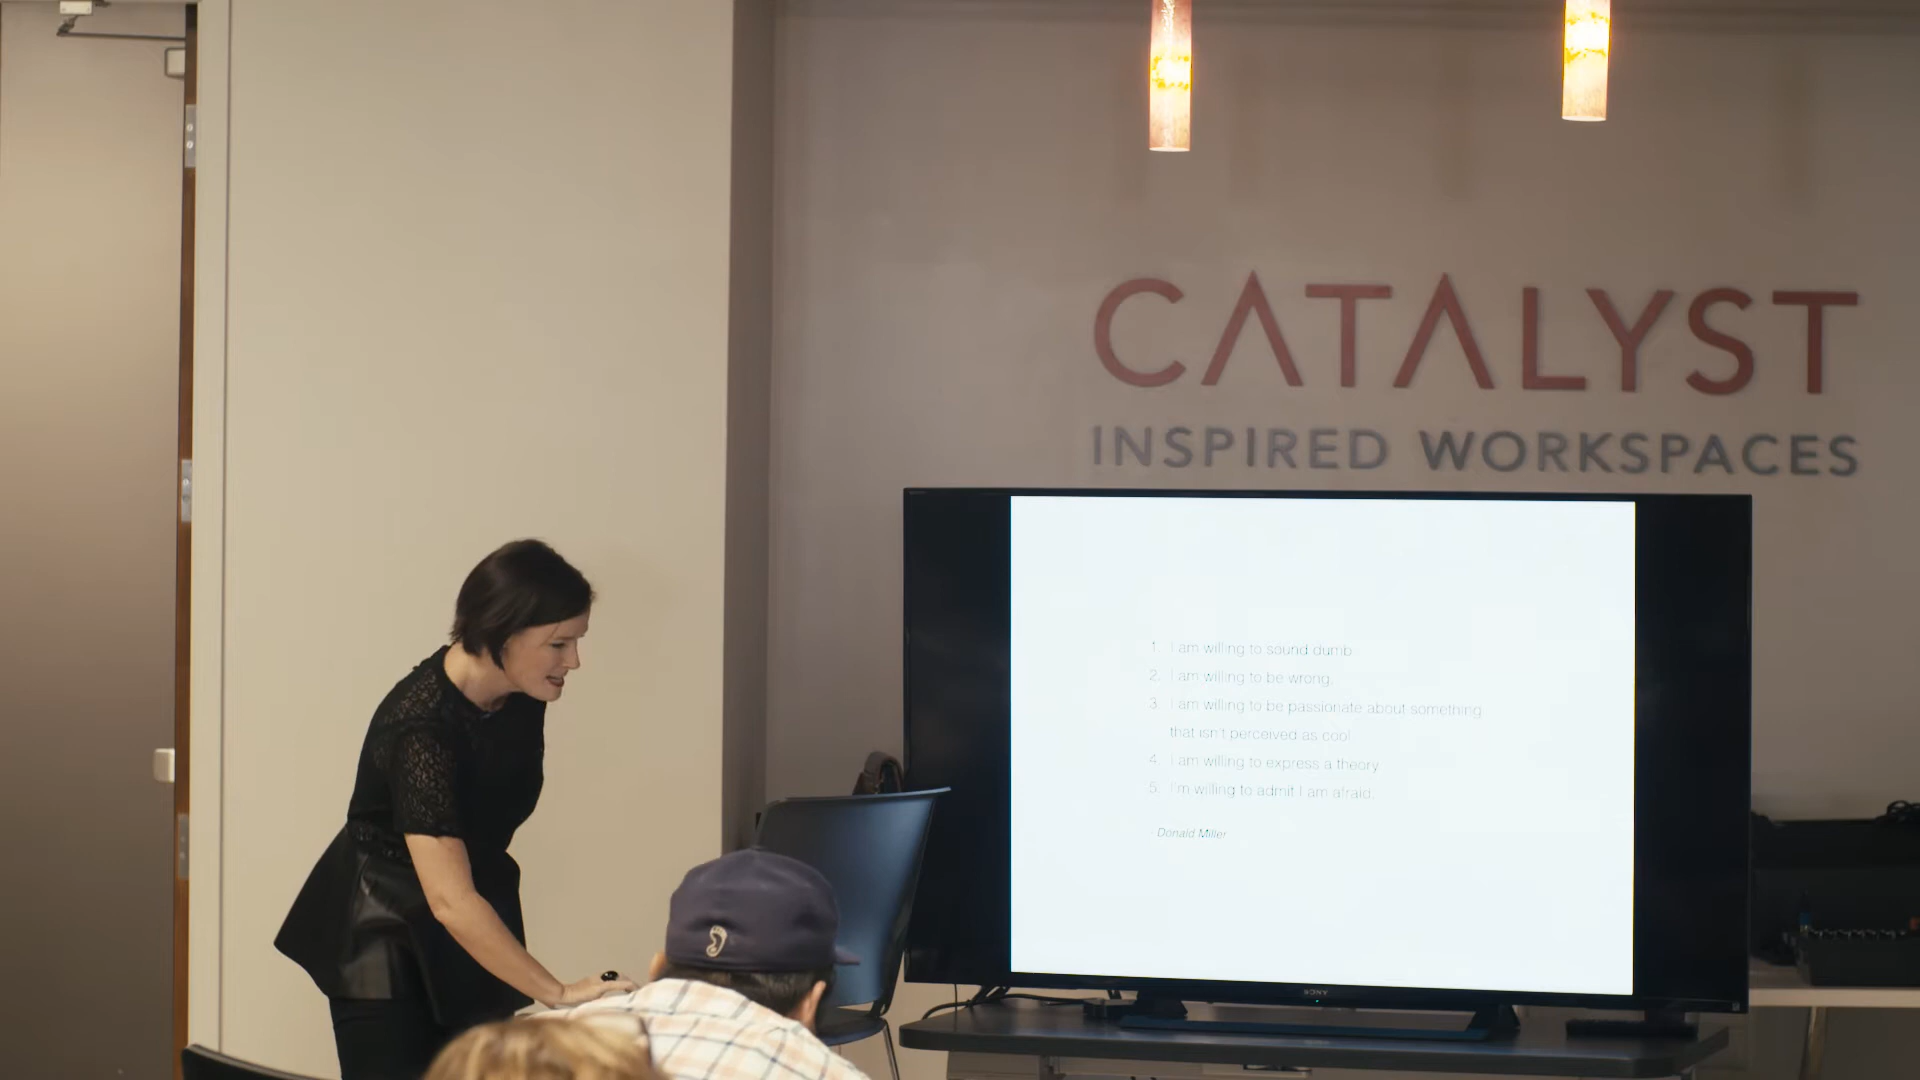 CATALYST
INSPIRED WORKSPACES
1. I am willing to sound dumb.
2. I am willing to be wrong.
3. I am willing to be passionate about something
that isn't perceived as cool.
4. I am willing to express a theory.
5. I'm willing to admit I am afraid.
- Donald Miller
SONY